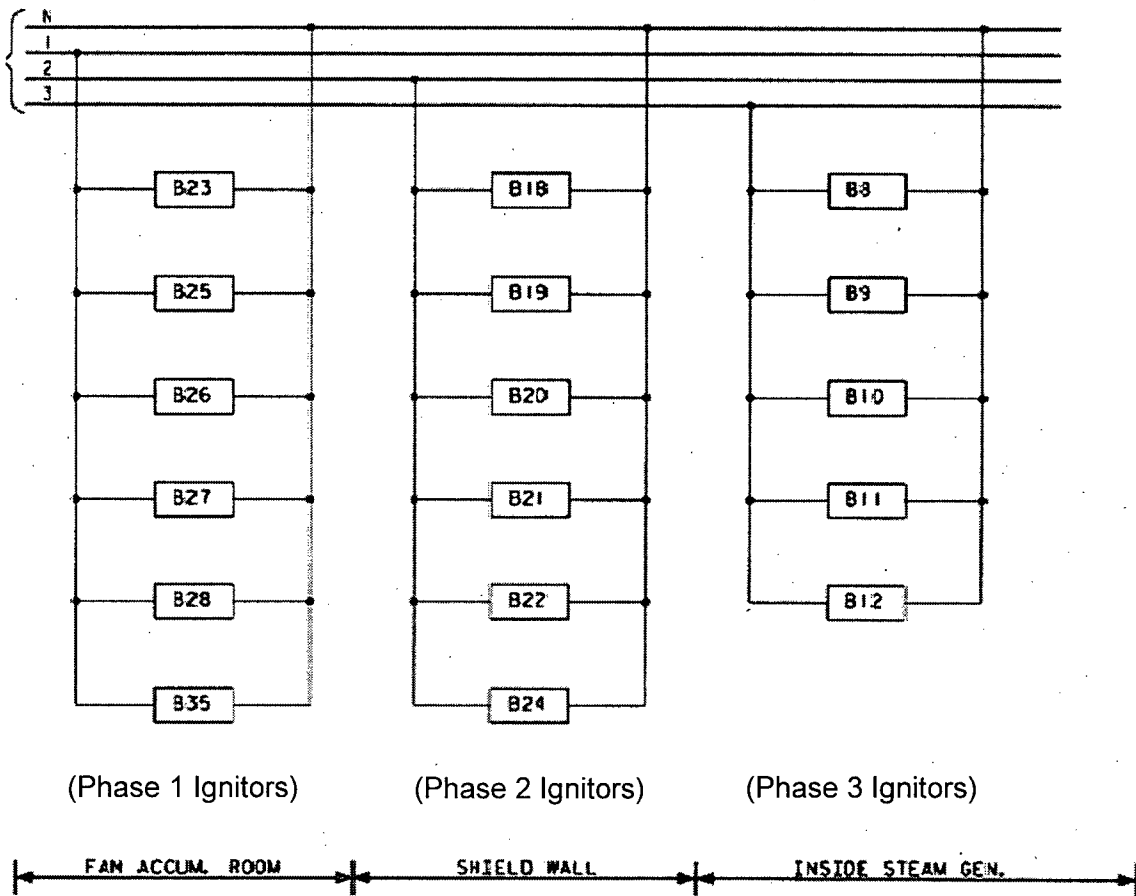 N
1
2
3
B23 B18 B8
B25 B19 B9
B26 B20 B10
B27 B21 B11
B28 B22 B12
B35 B24
(Phase 1 Ignitors) (Phase 2 Ignitors) (Phase 3 Ignitors)
FAN ACCUM. ROOM SHIELD WALL INSIDE STEAM GEN.